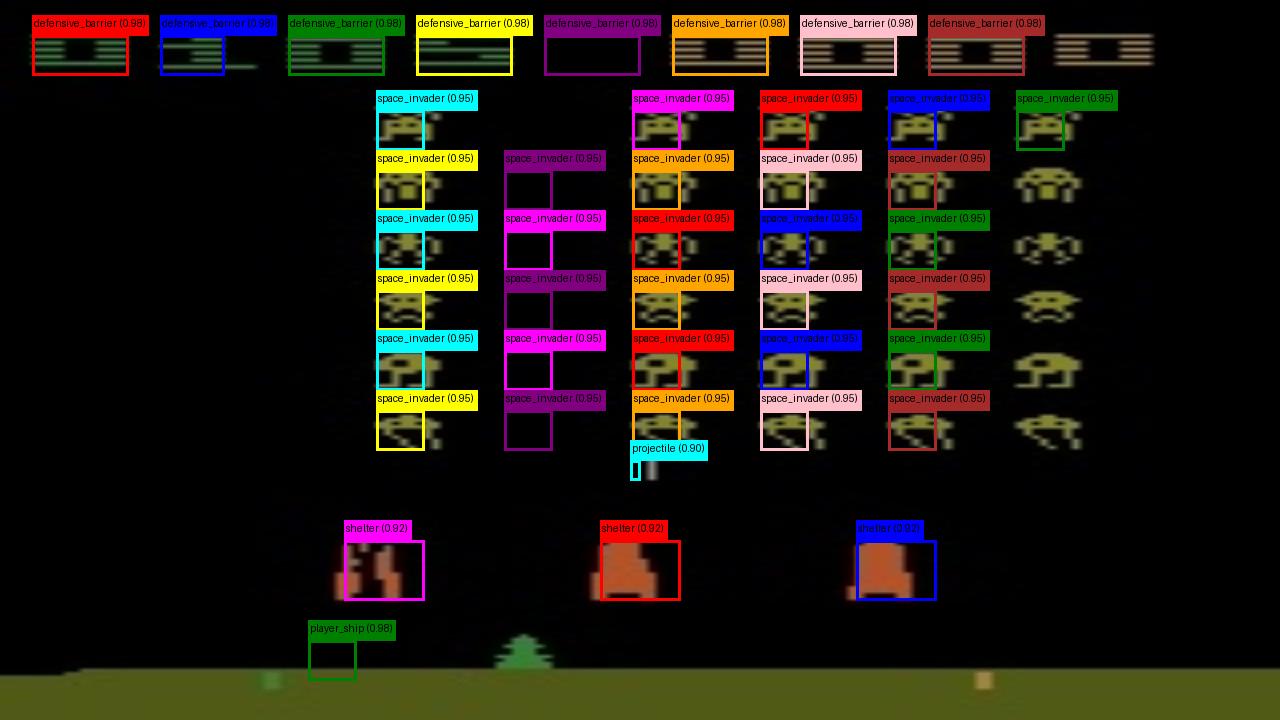 defensive_barrier (0.98) defensive_barrier (0.98) defensive_barrier (0.98) defensive_barrier (0.98) defensive_barrier (0.98) defensive_barrier (0.98) defensive_barrier (0.98) defensive_barrier (0.98)
space_invader (0.95) space_invader (0.95) space_invader (0.95) space_invader (0.95) space_invader (0.95)
space_invader (0.95) space_invader (0.95) space_invader (0.95) space_invader (0.95) space_invader (0.95)
space_invader (0.95) space_invader (0.95) space_invader (0.95) space_invader (0.95) space_invader (0.95)
space_invader (0.95) space_invader (0.95) space_invader (0.95) space_invader (0.95) space_invader (0.95)
space_invader (0.95) space_invader (0.95) space_invader (0.95) space_invader (0.95) space_invader (0.95)
space_invader (0.95) space_invader (0.95) space_invader (0.95) space_invader (0.95) space_invader (0.95)
projectile (0.90)
shelter (0.92) shelter (0.92) shelter (0.92)
player_ship (0.98)